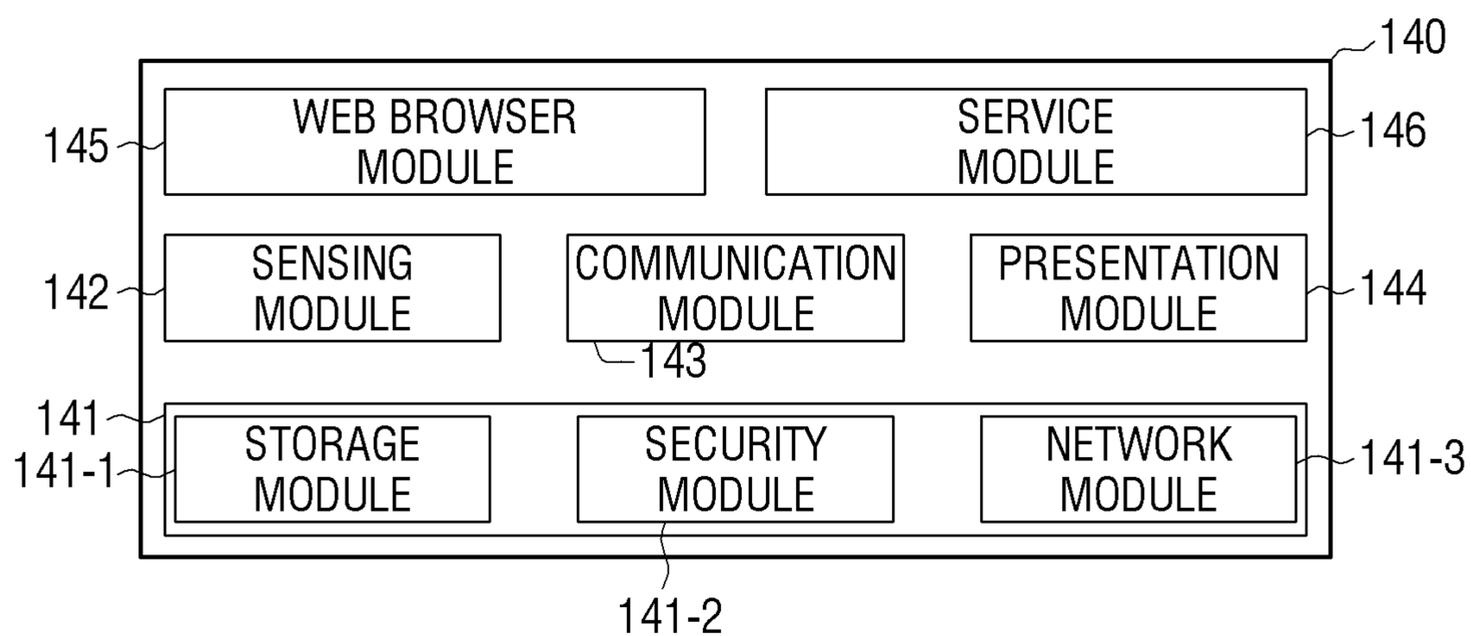 140
WEB BROWSER
MODULE
SERVICE
MODULE
145
146
SENSING
MODULE
COMMUNICATION
MODULE
PRESENTATION
MODULE
142
144
143
141
STORAGE
MODULE
SECURITY
MODULE
NETWORK
MODULE
141-1
141-3
141-2